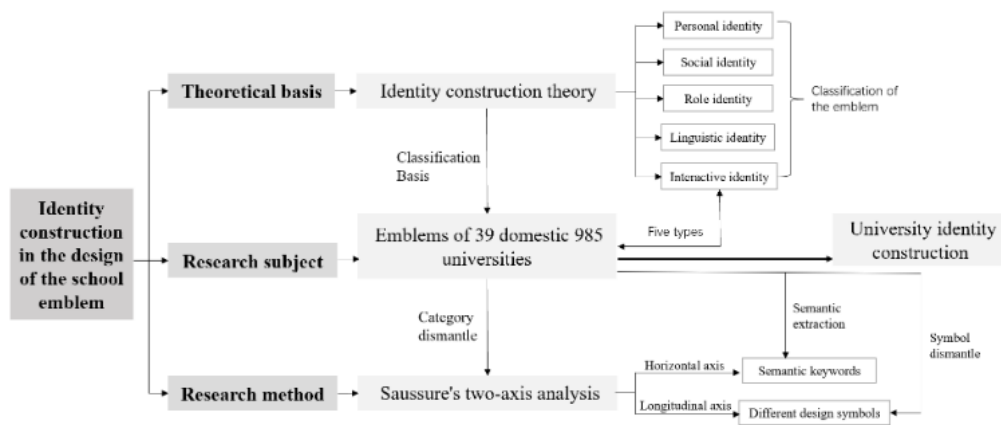 Identity
construction
in the design
of the school
emblem
Theoretical basis
Identity construction theory
Personal identity
Social identity
Role identity
Linguistic identity
Interactive identity
Classification of
the emblem
Classification
Basis
Research subject
Emblems of 39 domestic 985
universities
Five types
University identity
construction
Category
dismantle
Semantic
extraction
Symbol
dismantle
Research method
Saussure's two-axis analysis
Horizontal axis
Semantic keywords
Longitudinal axis
Different design symbols